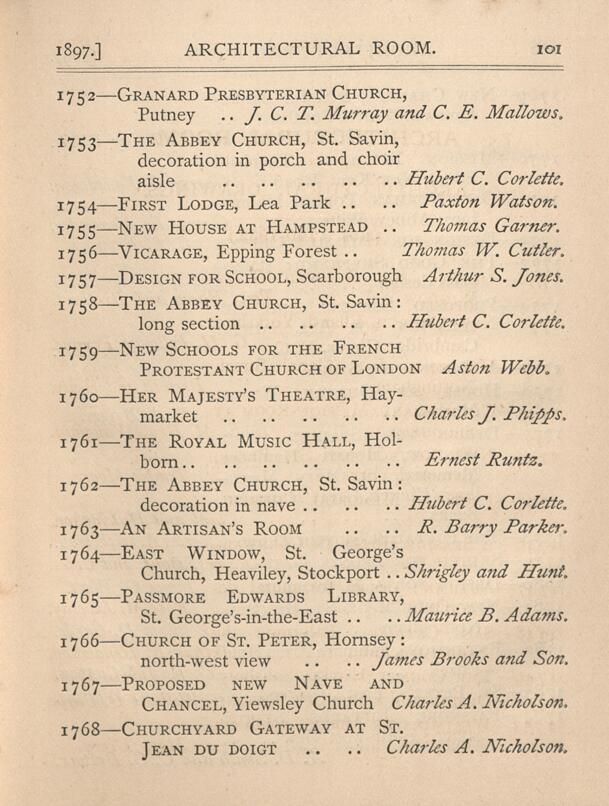 1897.] ARCHITECTURAL ROOM. 101
1752—GRANARD PRESBYTERIAN CHURCH,
Putney .. J. C. T. Murray and C. E. Mallows.
1753—THE ABBEY CHURCH, St. Savin,
decoration in porch and choir
aisle .. .. .. .. .. Hubert C. Corlette.
1754—FIRST LODGE, Lea Park .. .. Paxton Watson.
1755—NEW HOUSE AT HAMPSTEAD .. Thomas Garner.
1756—VICARAGE, Epping Forest .. Thomas W. Cutler.
1757—DESIGN FOR SCHOOL, Scarborough Arthur S. Jones.
1758—THE ABBEY CHURCH, St. Savin :
long section .. .. .. .. Hubert C. Corlette.
1759—NEW SCHOOLS FOR THE FRENCH
PROTESTANT CHURCH OF LONDON Aston Webb.
1760—HER MAJESTY'S THEATRE, Hay-
market .. .. .. .. .. Charles J. Phipps.
1761—THE ROYAL MUSIC HALL, Hol-
born .. .. .. .. .. .. Ernest Runtz.
1762—THE ABBEY CHURCH, St. Savin :
decoration in nave .. .. .. Hubert C. Corlette.
1763—AN ARTISAN'S ROOM .. .. R. Barry Parker.
1764—EAST WINDOW, St. George's
Church, Heaviley, Stockport .. Shrigley and Hunt.
1765—PASSMORE EDWARDS LIBRARY,
St. George's-in-the-East .. .. Maurice B. Adams.
1766—CHURCH OF ST. PETER, Hornsey :
north-west view .. .. James Brooks and Son.
1767—PROPOSED NEW NAVE AND
CHANCEL, Yiewsley Church Charles A. Nicholson.
1768—CHURCHYARD GATEWAY AT ST.
JEAN DU DOIGT .. .. Charles A. Nicholson.